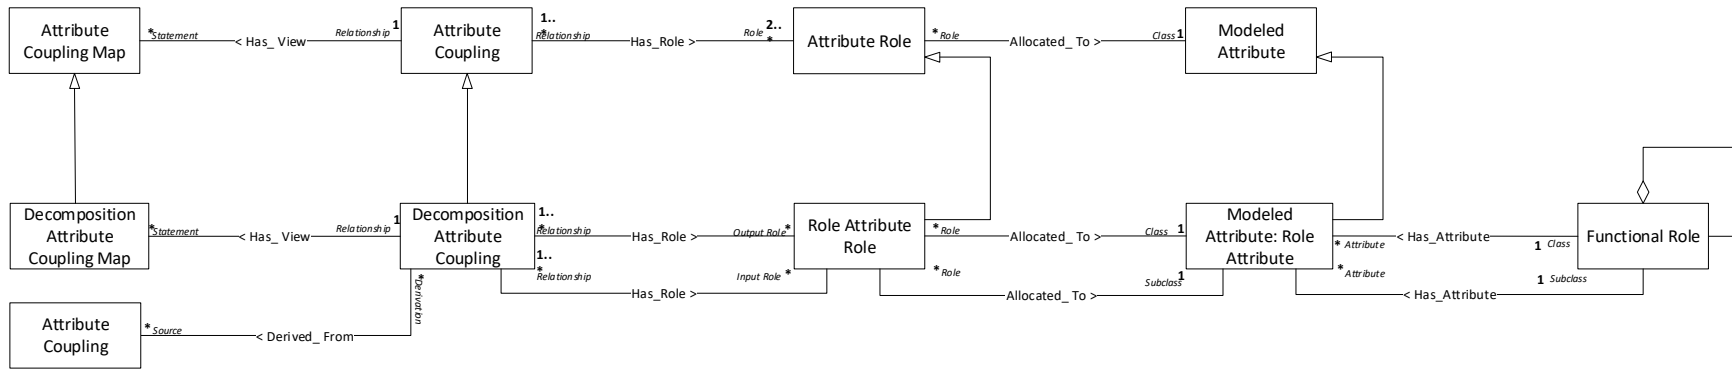 Attribute
Coupling Map
* Statement
< Has_ View
Relationship 1
Attribute
Coupling
1..
*
Relationship
Has_Role >
Role
2..
*
Attribute Role
* Role
Allocated_ To >
Class 1
Modeled
Attribute
Decomposition
Attribute
Coupling Map
* Statement
< Has_ View
Relationship 1
Decomposition
Attribute
Coupling
1..
*
Relationship
Has_Role >
Output Role *
1..
*
Relationship
Has_Role >
Input Role *
Role Attribute
Role
* Role
Allocated_ To >
Class 1
* Role
Allocated_ To >
Subclass 1
Modeled
Attribute: Role
Attribute
* Attribute
< Has_Attribute
1 Class
* Attribute
< Has_Attribute
1 Subclass
Functional Role
Attribute
Coupling
* Source
< Derived_ From
* Derivation